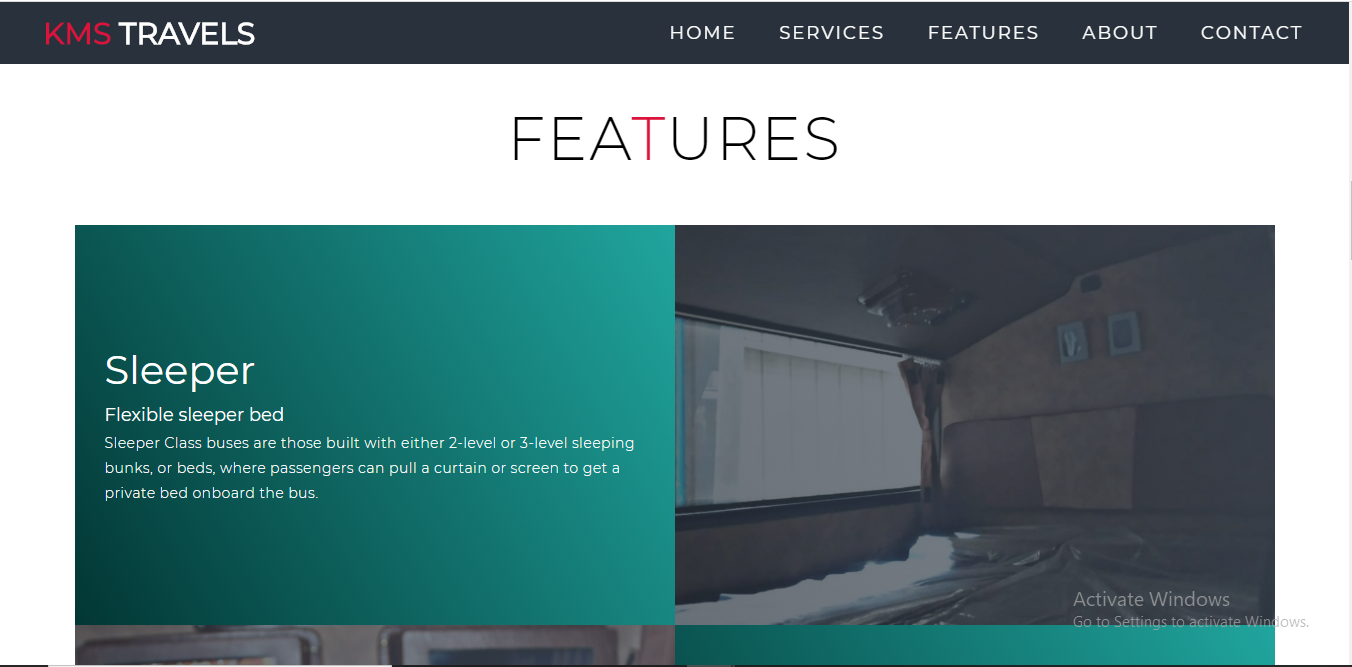 KMS TRAVELS
HOME SERVICES FEATURES ABOUT CONTACT
FEATURES
Sleeper
Flexible sleeper bed
Sleeper Class buses are those built with either 2-level or 3-level sleeping
bunks, or beds, where passengers can pull a curtain or screen to get a
private bed onboard the bus.
Activate Windows
Go to Settings to activate Windows.